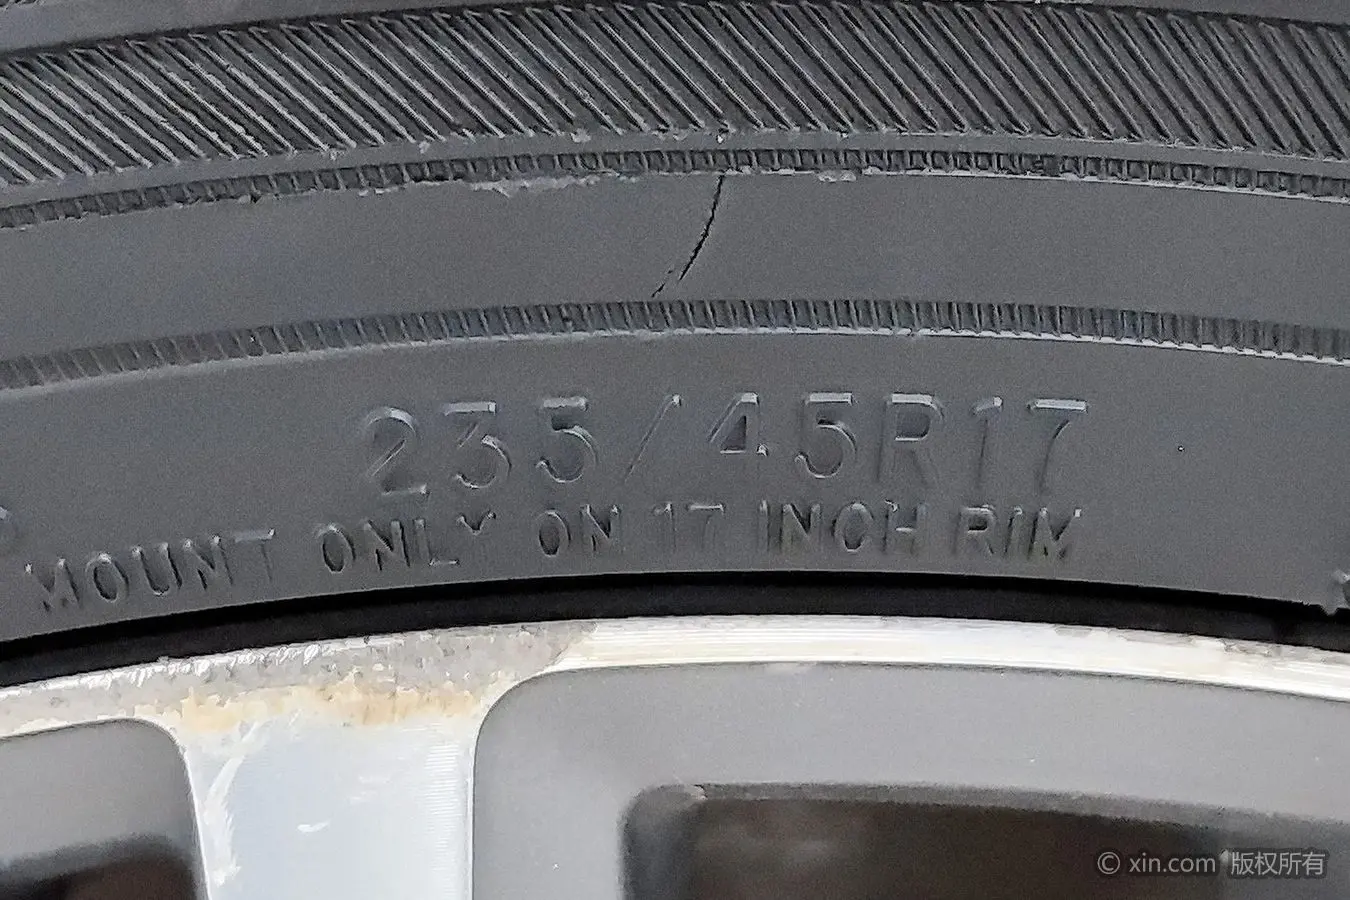 235/45R17
MOUNT ONLY ON 17 INCH RIM
© xin.com 版权所有